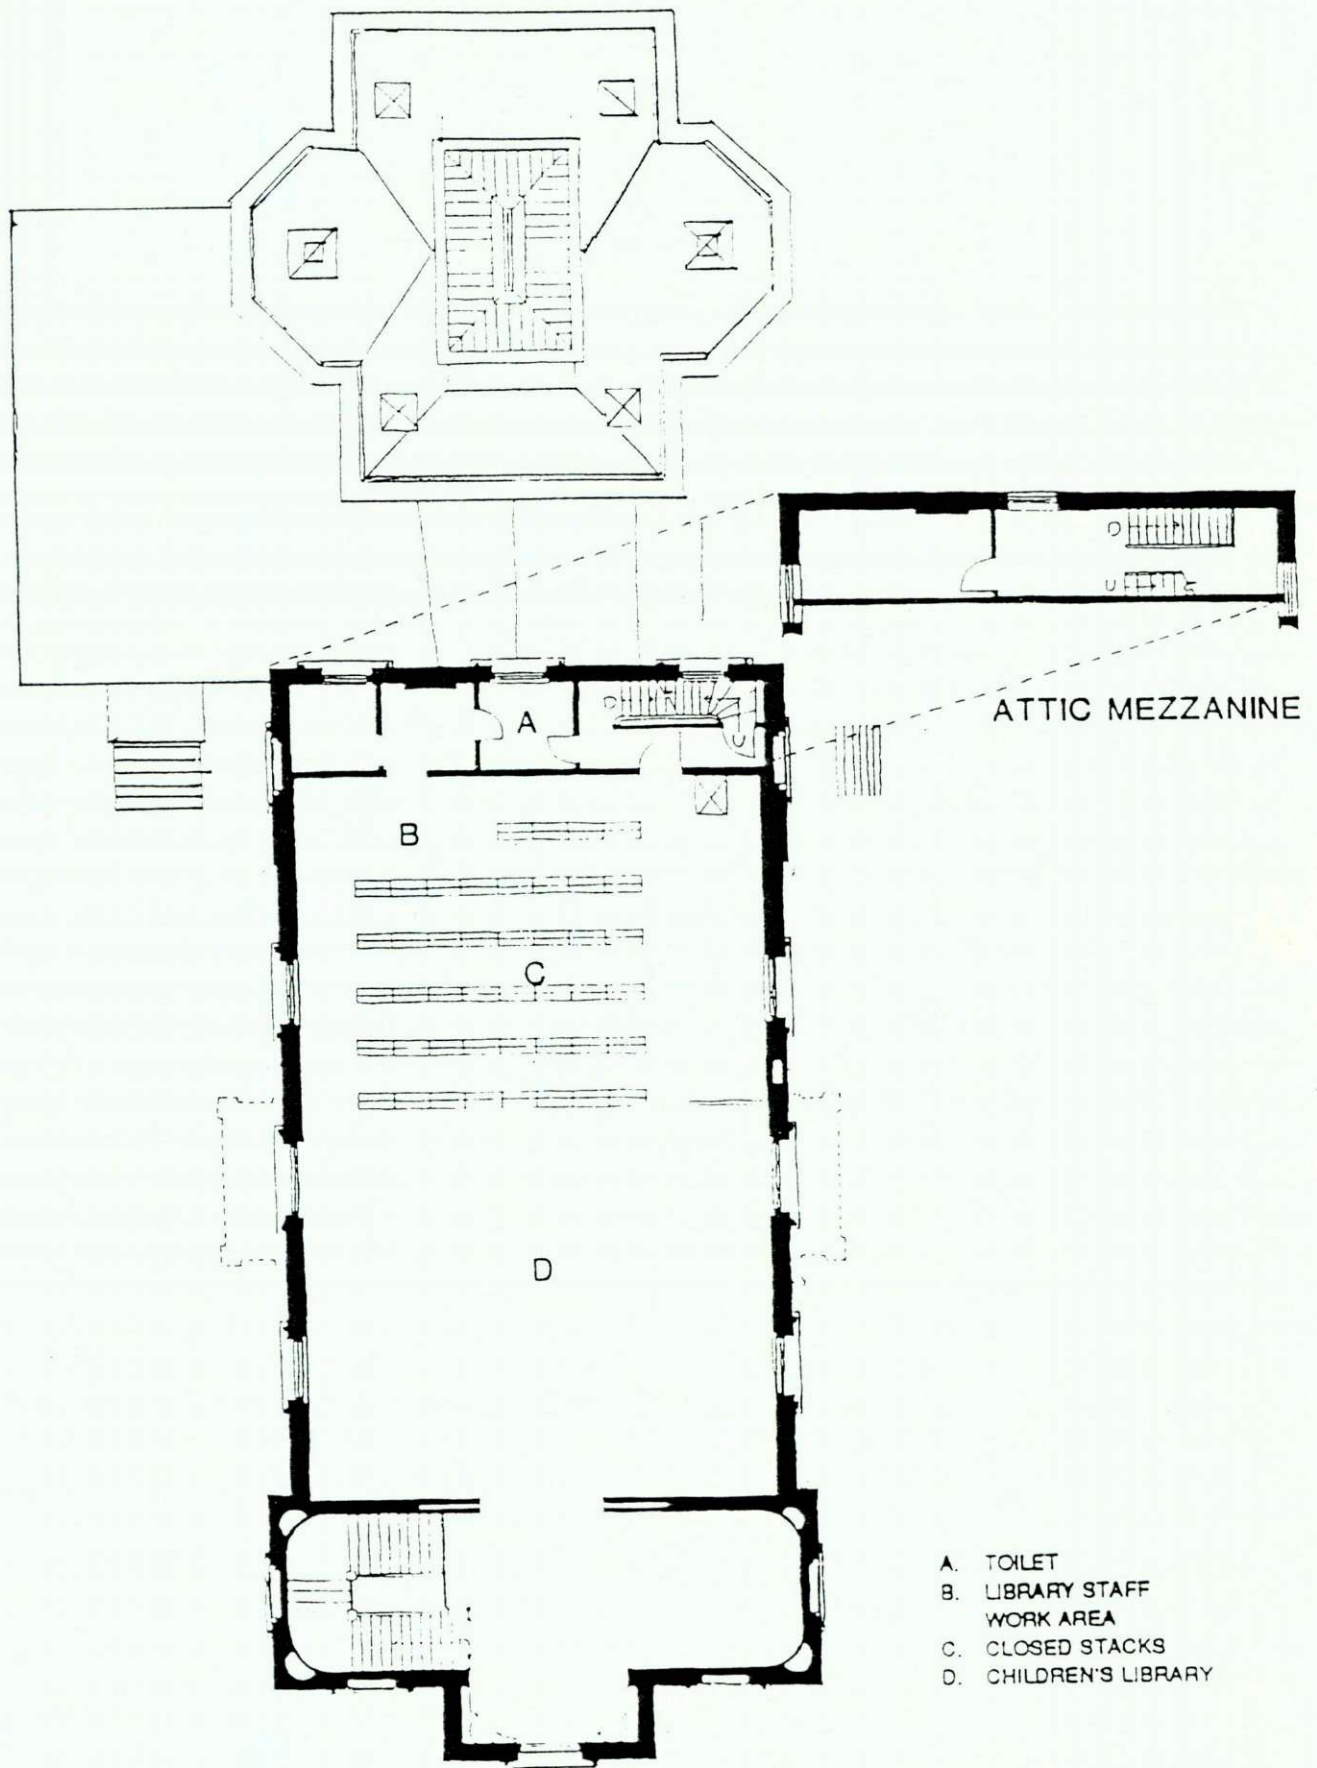 D
U
ATTIC MEZZANINE
A
D
U
B
C
D
A. TOILET
B. LIBRARY STAFF
WORK AREA
C. CLOSED STACKS
D. CHILDREN'S LIBRARY